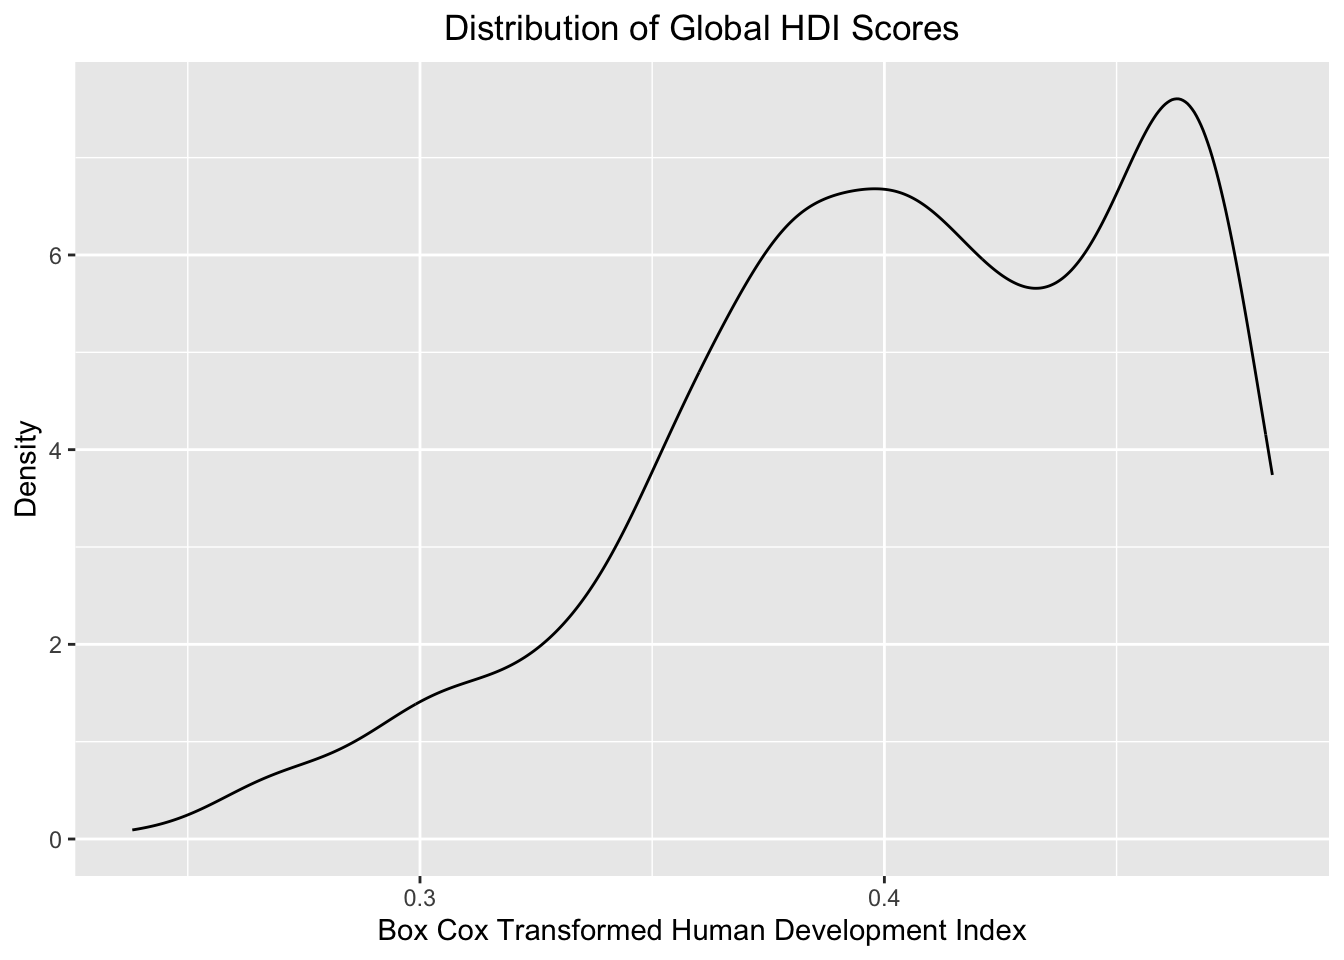 Distribution of Global HDI Scores
Density
6
4
2
0
0.3
0.4
Box Cox Transformed Human Development Index